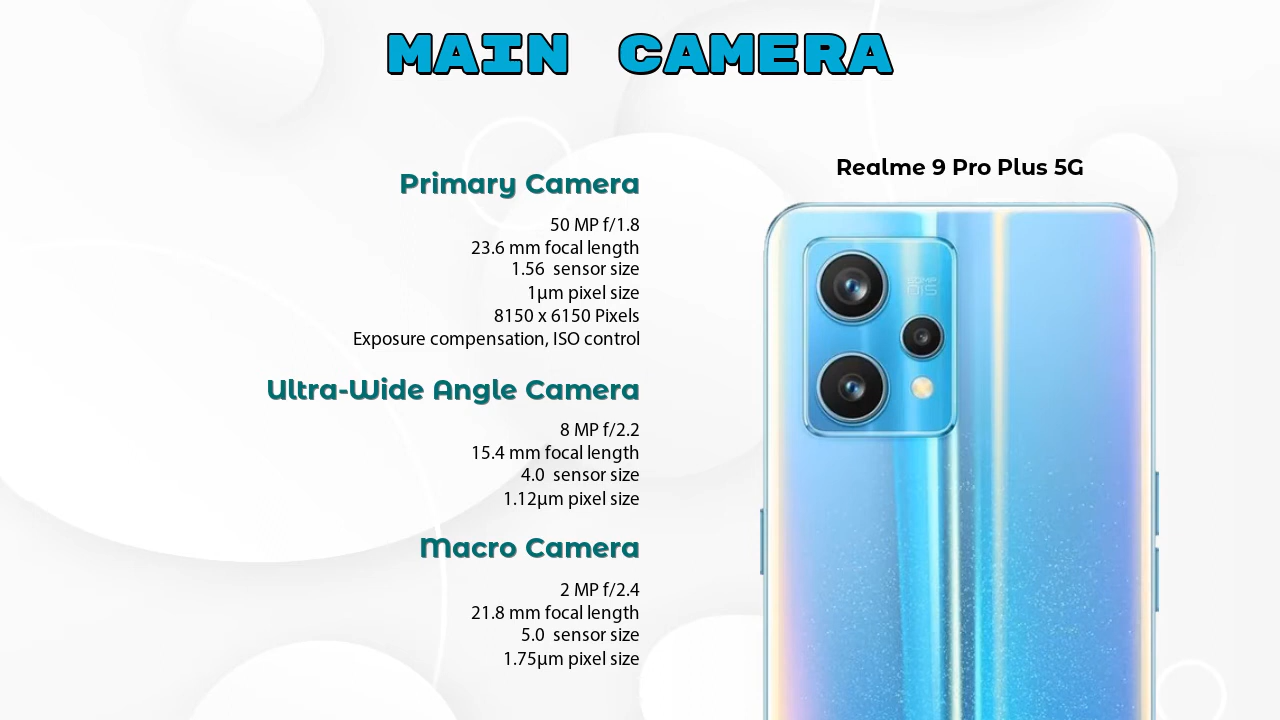 MAIN CAMERA
Primary Camera
50 MP f/1.8
23.6 mm focal length
1.56  sensor size
1µm pixel size
8150 x 6150 Pixels
Exposure compensation, ISO control
Ultra-Wide Angle Camera
8 MP f/2.2
15.4 mm focal length
4.0  sensor size
1.12µm pixel size
Macro Camera
2 MP f/2.4
21.8 mm focal length
5.0  sensor size
1.75µm pixel size
Realme 9 Pro Plus 5G
50MP
OIS